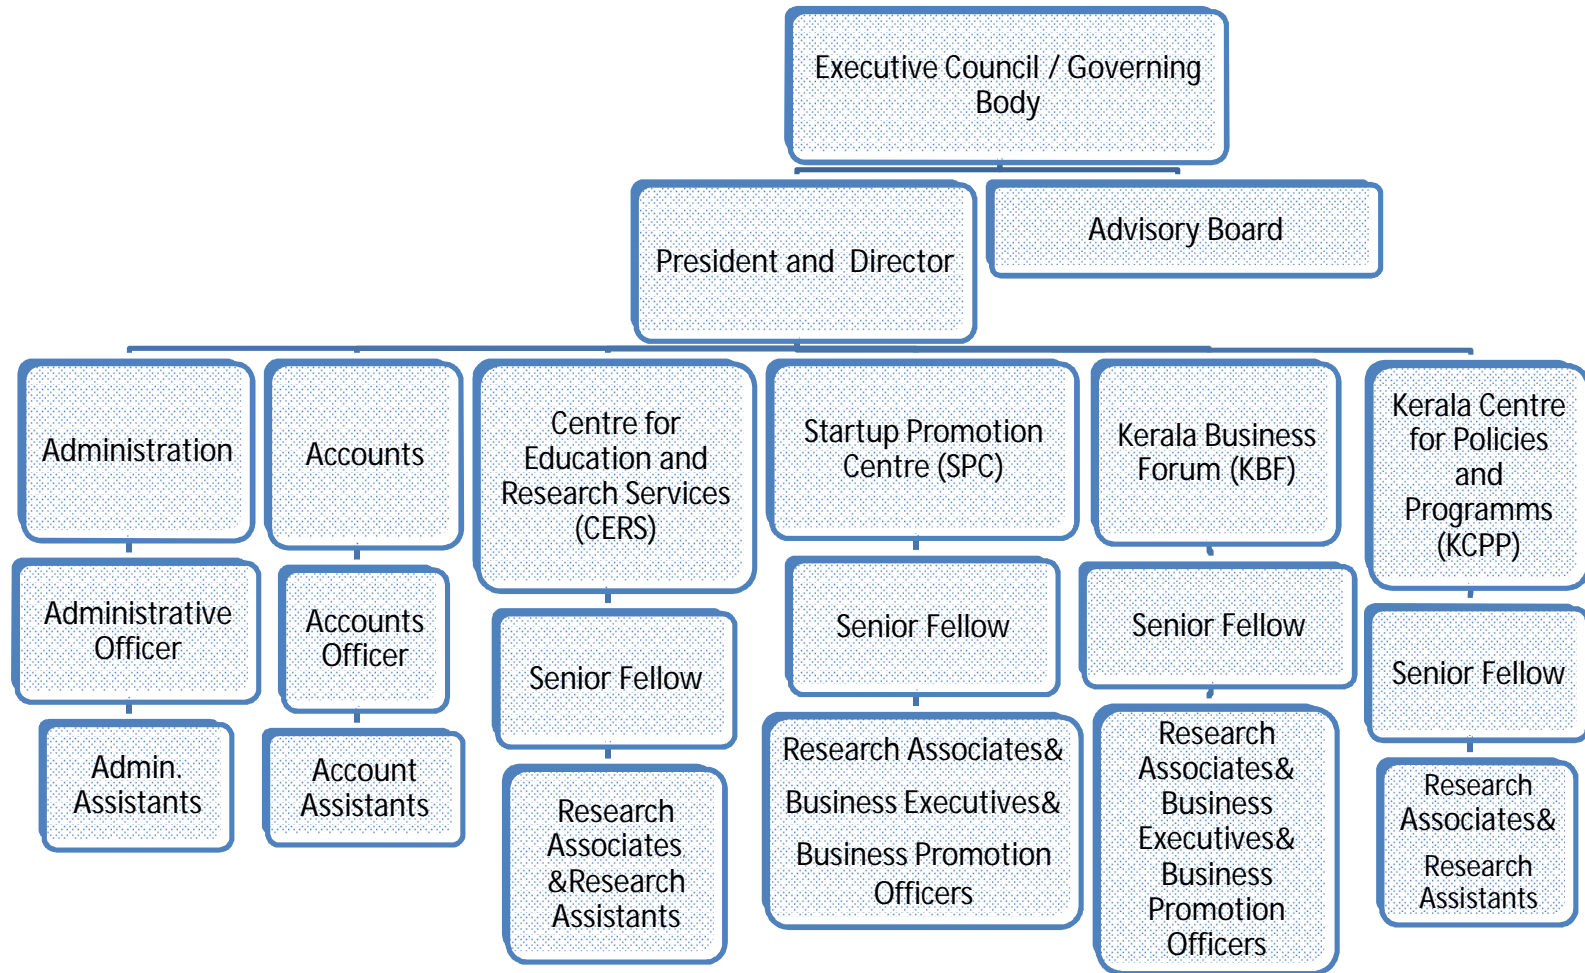 Executive Council / Governing
Body
President and Director
Advisory Board
Administration
Accounts
Centre for
Education and
Research Services
(CERS)
Startup Promotion
Centre (SPC)
Kerala Business
Forum (KBF)
Kerala Centre
for Policies
and
Programms
(KCPP)
Administrative
Officer
Accounts
Officer
Senior Fellow
Senior Fellow
Senior Fellow
Senior Fellow
Admin.
Assistants
Account
Assistants
Research
Associates
&Research
Assistants
Research Associates&
Business Executives&
Business Promotion
Officers
Research
Associates&
Business
Executives&
Business
Promotion
Officers
Research
Associates&
Research
Assistants